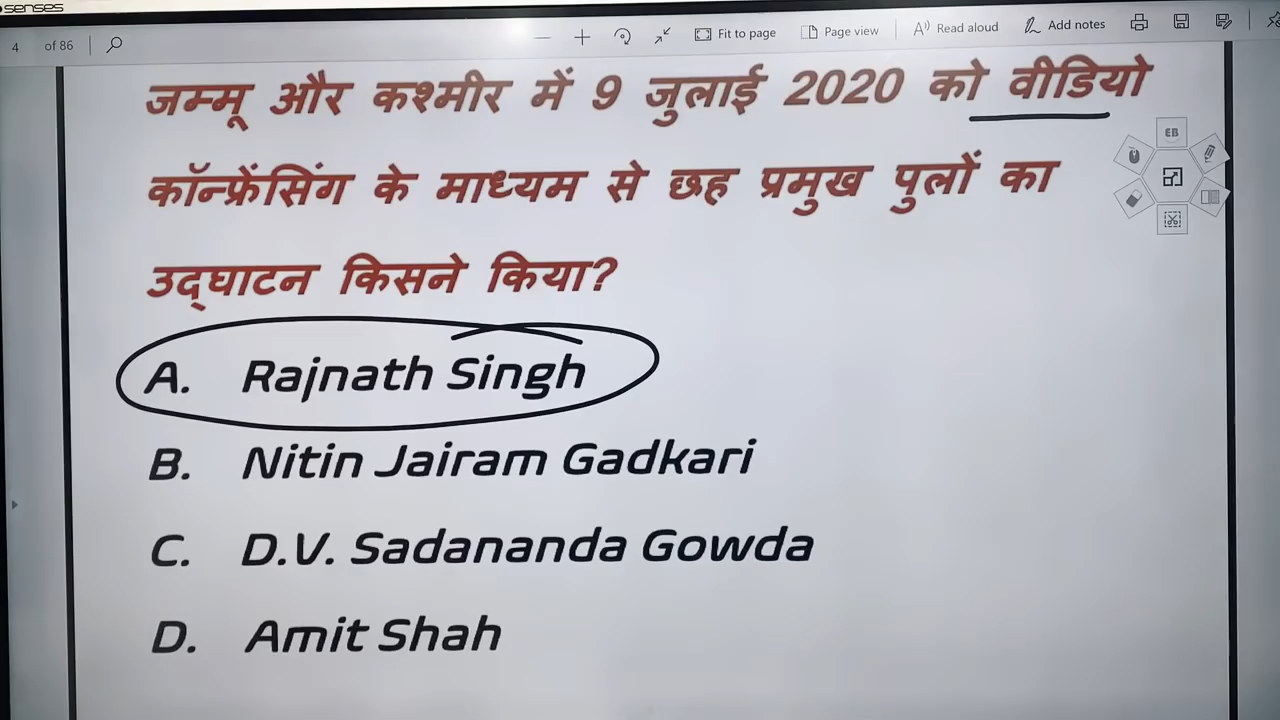 senses
4 of 86 Fit to page Page view Read aloud Add notes
जम्मू और कश्मीर में 9 जुलाई 2020 को वीडियो
EB
कॉन्फ्रेंसिंग के माध्यम से छह प्रमुख पुलों का
उद्घाटन किसने किया?
A. Rajnath Singh
B. Nitin Jairam Gadkari
C. D.V. Sadananda Gowda
D. Amit Shah